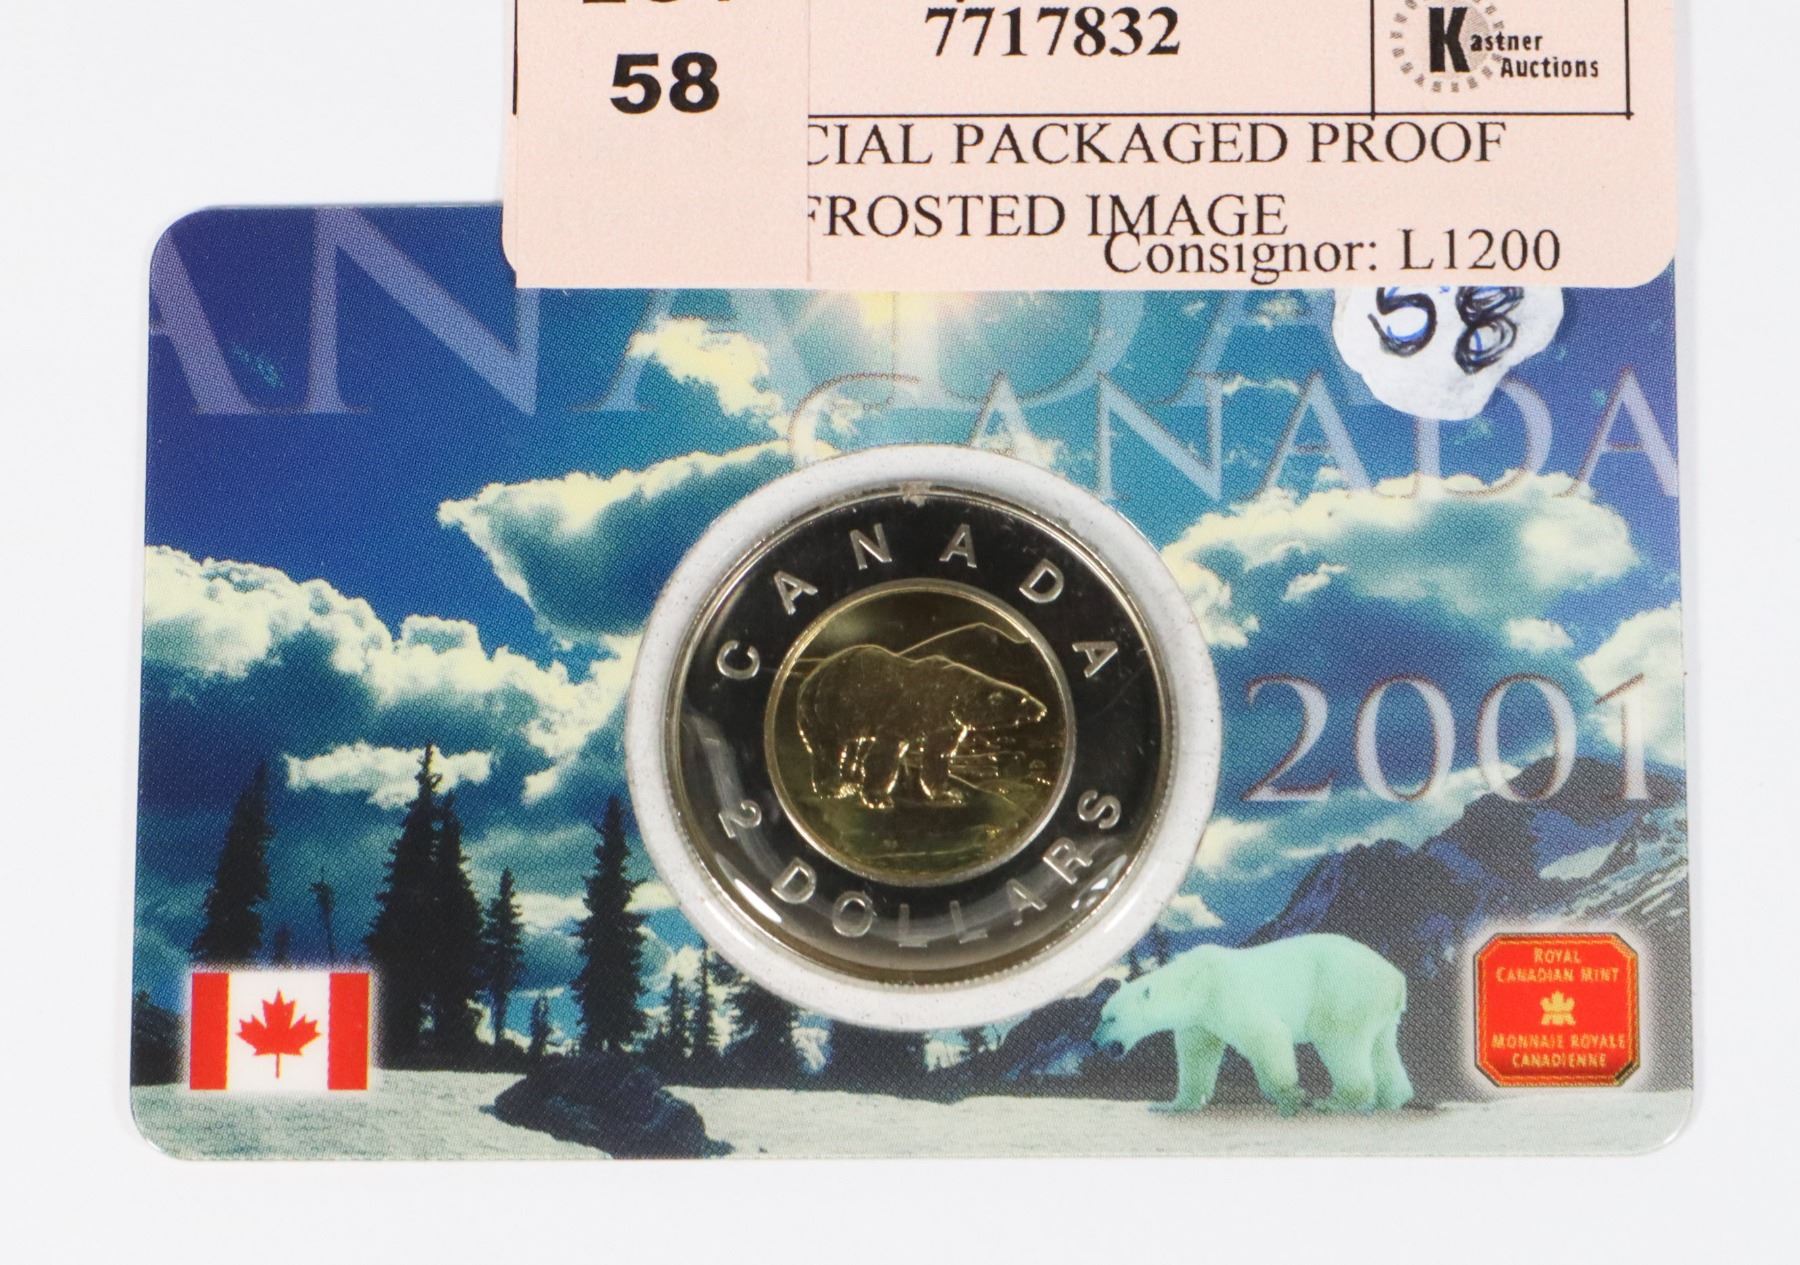 58
7717832
Kastner
Auctions
CIAL PACKAGED PROOF
FROSTED IMAGE
Consignor: L1200
58
ANADA
CANADA
CANADA
2 DOLLARS
2001
ROYAL
CANADIAN MINT
MONNAIE ROYALE
CANADIENNE